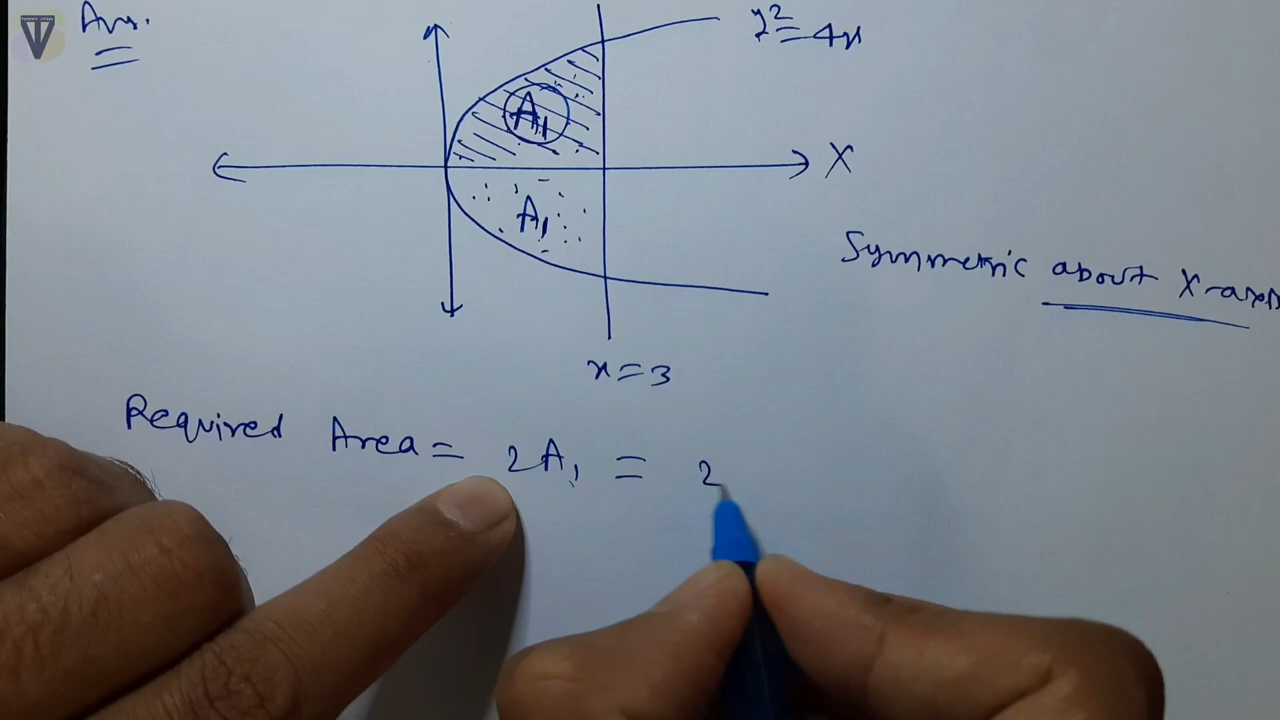 Ans.
y²=4x
A₁
X
A₁
Symmetric about X-axis
x=3
Required Area = 2A₁ = 2